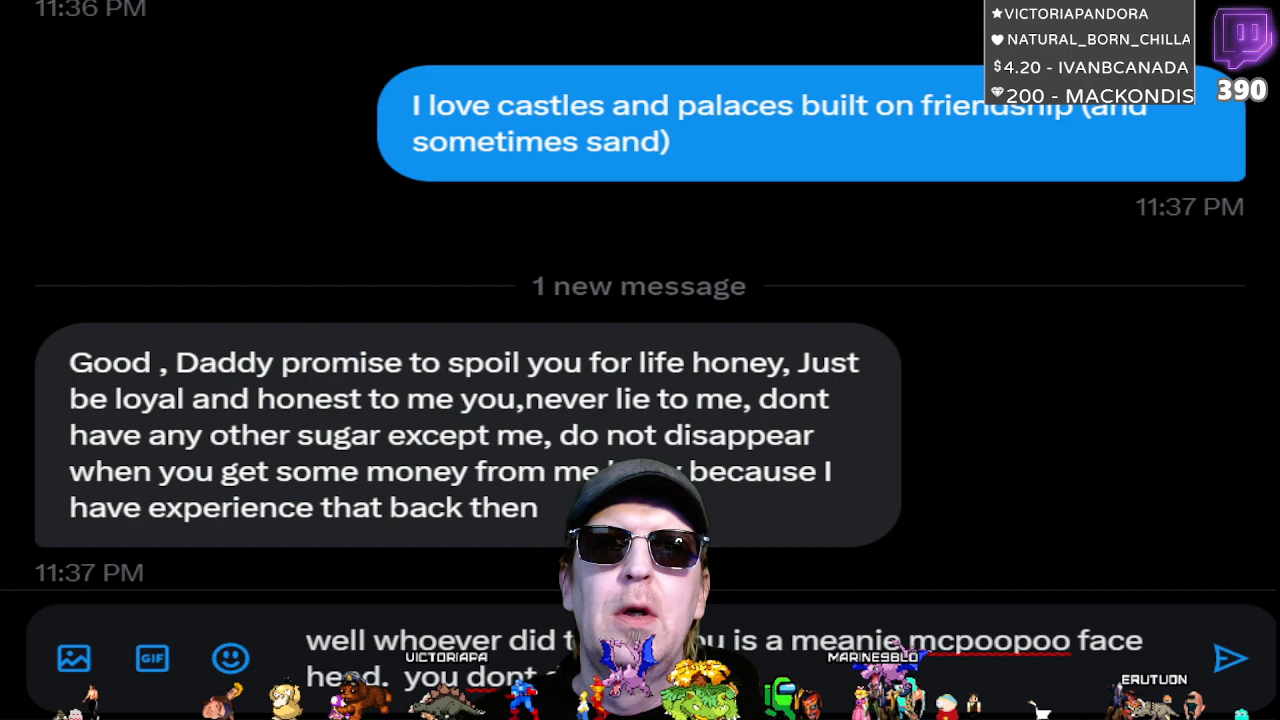 11:36 PM
VICTORIAPANDORA
NATURAL_BORN_CHILLA
$4.20 - IVANBCANADA
200 - MACKONDIS
390
I love castles and palaces built on friendship (and
sometimes sand)
11:37 PM
1 new message
Good , Daddy promise to spoil you for life honey, Just
be loyal and honest to me you,never lie to me, dont
have any other sugar except me, do not disappear
when you get some money from me because I
have experience that back then
11:37 PM
GIF
well whoever did is a meanie mcpoopoo face
head. you dont
VICTORIAPA
MARINESBLO
ERUTUON